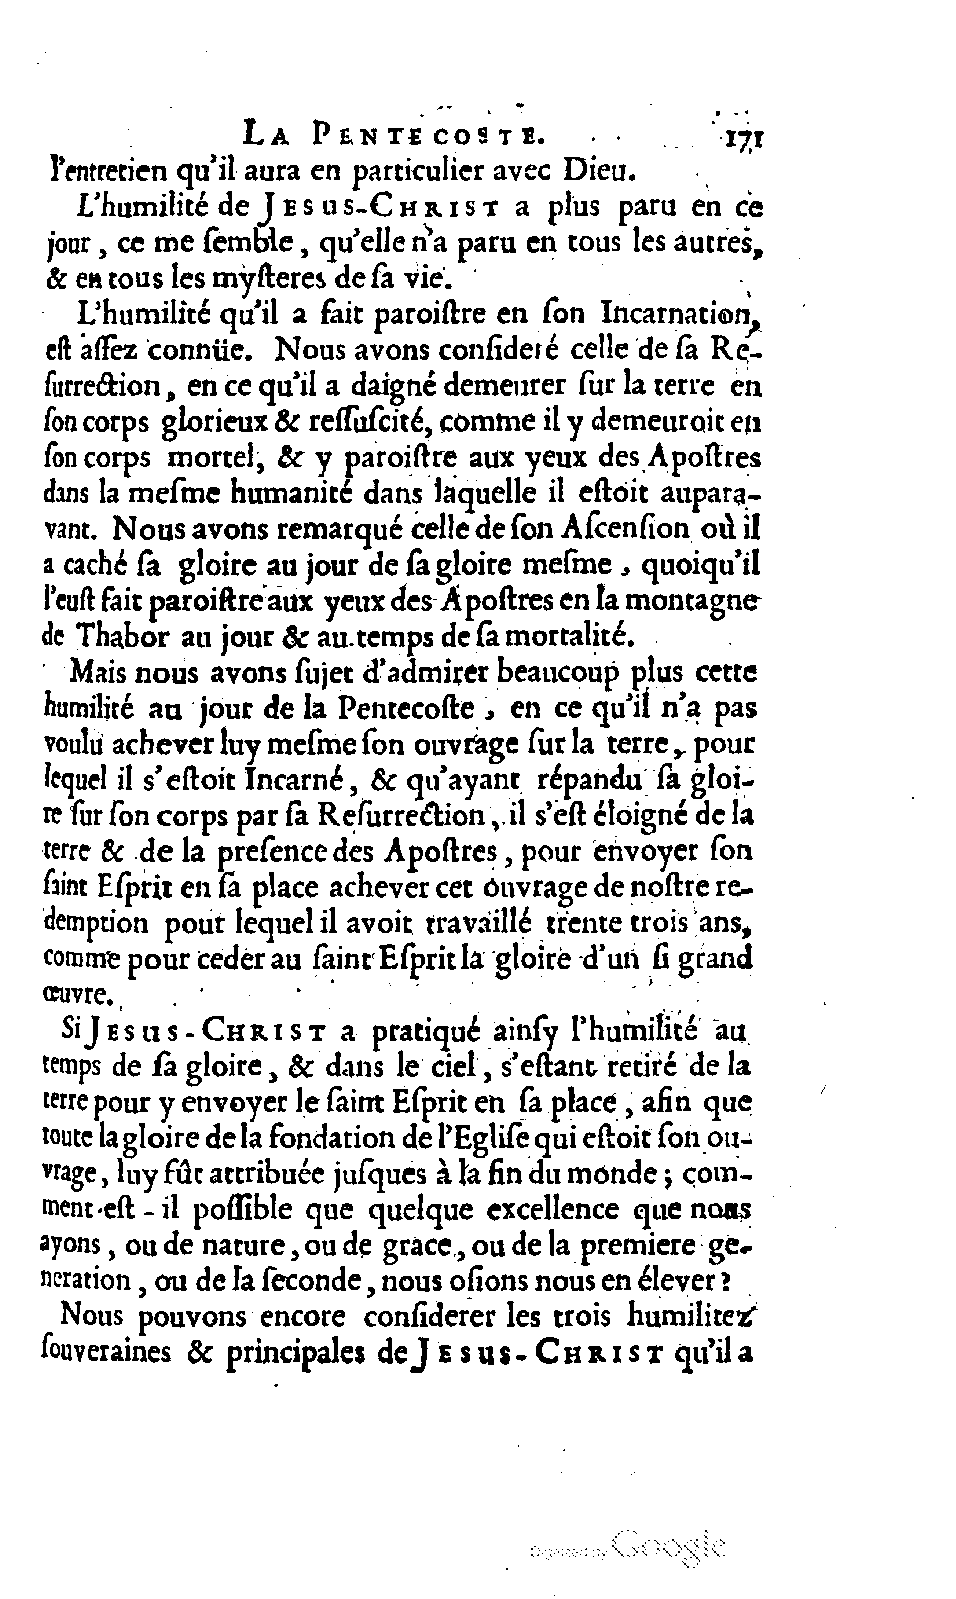 LA PENTECOSTE. 171
l'entretien qu'il aura en particulier avec Dieu.
L'humilité de JESUS-CHRIST a plus paru en ce
jour, ce me ſemble, qu'elle n'a paru en tous les autres,
& en tous les myſteres de ſa vie.
L'humilité qu'il a fait paroiſtre en ſon Incarnation,
eſt aſſez connüe. Nous avons conſideré celle de ſa Re-
ſurrection, en ce qu'il a daigné demeurer ſur la terre en
ſon corps glorieux & reſſuſcité, comme il y demeuroit en
ſon corps mortel, & y paroiſtre aux yeux des Apoſtres
dans la meſme humanité dans laquelle il eſtoit aupara-
vant. Nous avons remarqué celle de ſon Aſcenſion où il
a caché ſa gloire au jour de ſa gloire meſme, quoiqu'il
l'euſt fait paroiſtre aux yeux des Apoſtres en la montagne
de Thabor au jour & au temps de ſa mortalité.
Mais nous avons ſujet d'admirer beaucoup plus cette
humilité au jour de la Pentecoſte, en ce qu'il n'a pas
voulu achever luy meſme ſon ouvrage ſur la terre, pour
lequel il s'eſtoit Incarné, & qu'ayant répandu ſa gloi-
re ſur ſon corps par ſa Reſurrection, il s'eſt éloigné de la
terre & de la preſence des Apoſtres, pour envoyer ſon
ſaint Eſprit en ſa place achever cet ouvrage de noſtre re-
demption pour lequel il avoit travaillé trente trois ans,
comme pour ceder au ſaint Eſprit la gloire d'un ſi grand
œuvre.
Si JESUS-CHRIST a pratiqué ainſy l'humilité au
temps de ſa gloire, & dans le ciel, s'eſtant retiré de la
terre pour y envoyer le ſaint Eſprit en ſa place, afin que
toute la gloire de la fondation de l'Egliſe qui eſtoit ſon ou-
vrage, luy fût attribuée juſques à la fin du monde; com-
ment-eſt-il poſſible que quelque excellence que nous
ayons, ou de nature, ou de grace, ou de la premiere ge-
neration, ou de la ſeconde, nous oſions nous en élever?
Nous pouvons encore conſiderer les trois humilitez
ſouveraines & principales de JESUS-CHRIST qu'il a
Digitized by Google